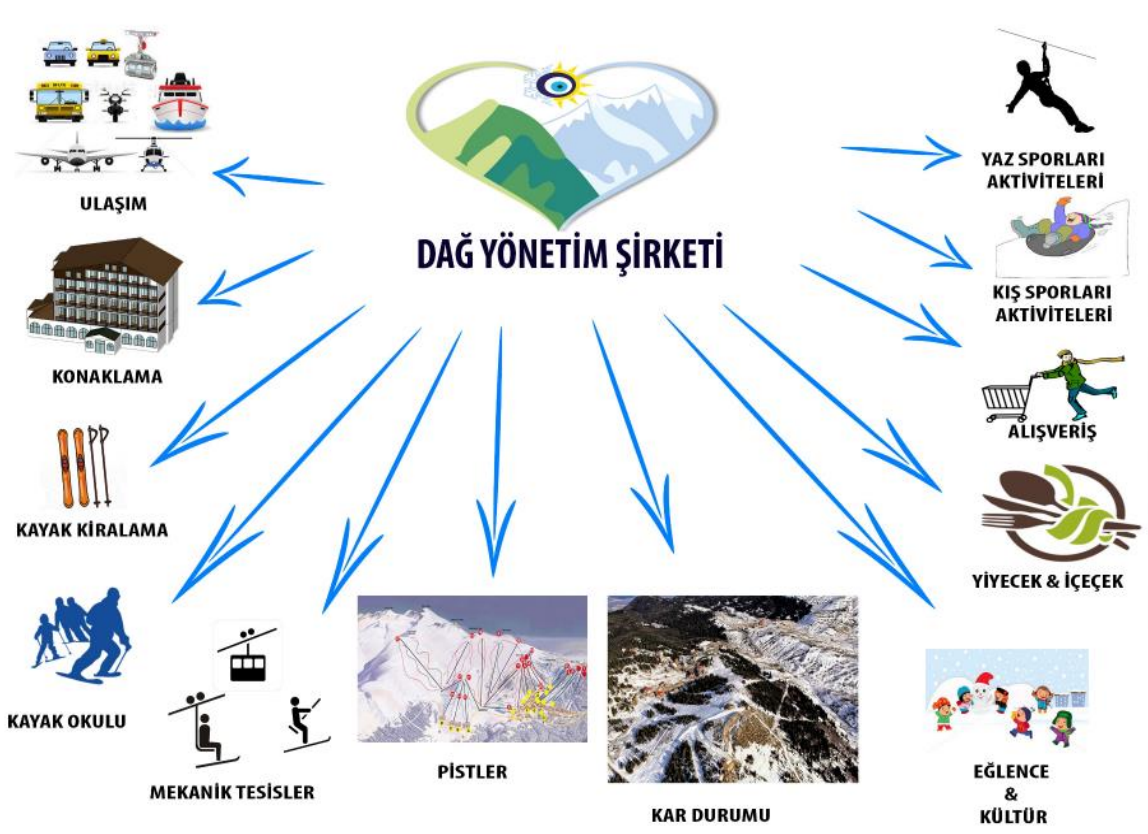 DAĞ YÖNETİM ŞİRKETİ
ULAŞIM
KONAKLAMA
KAYAK KİRALAMA
KAYAK OKULU
MEKANİK TESİSLER
PİSTLER
KAR DURUMU
EĞLENCE
&
KÜLTÜR
YİYECEK & İÇEÇEK
ALIŞVERİŞ
KIŞ SPORLARI
AKTİVİTELERİ
YAZ SPORLARI
AKTİVİTELERİ